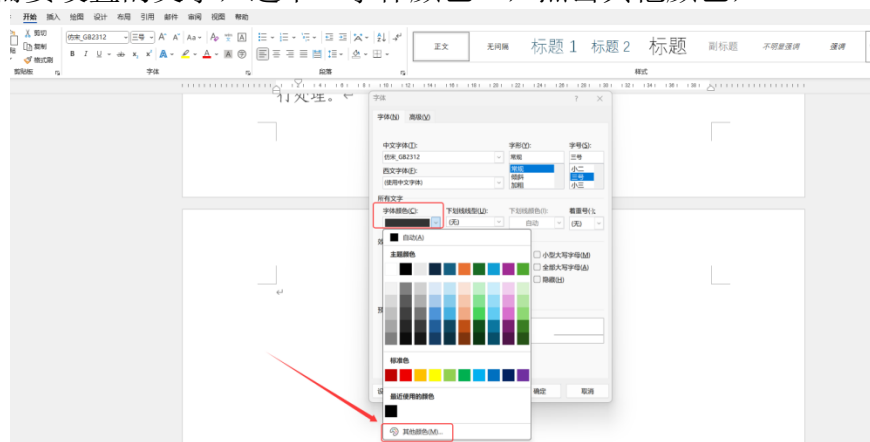 开始 插入 绘图 设计 布局 引用 邮件 审阅 视图 帮助
剪切
复制
格式刷
仿宋_GB2312 三号
正文 无间隔 标题 1 标题 2 标题 副标题 不明显强调 强调
剪贴板 字体 段落 样式
行处理。
字体 ? ×
字体(N) 高级(V)
中文字体(T): 字形(Y): 字号(S):
仿宋_GB2312 常规 三号
常规 小二
西文字体(F): 倾斜 三号
(使用中文字体) 加粗 小三
所有文字
字体颜色(C): 下划线线型(U): 下划线颜色(I): 着重号(·):
(无) 自动 (无)
自动(A)
主题颜色
小型大写字母(M)
全部大写字母(A)
隐藏(H)
标准色
最近使用的颜色
确定 取消
其他颜色(M)...